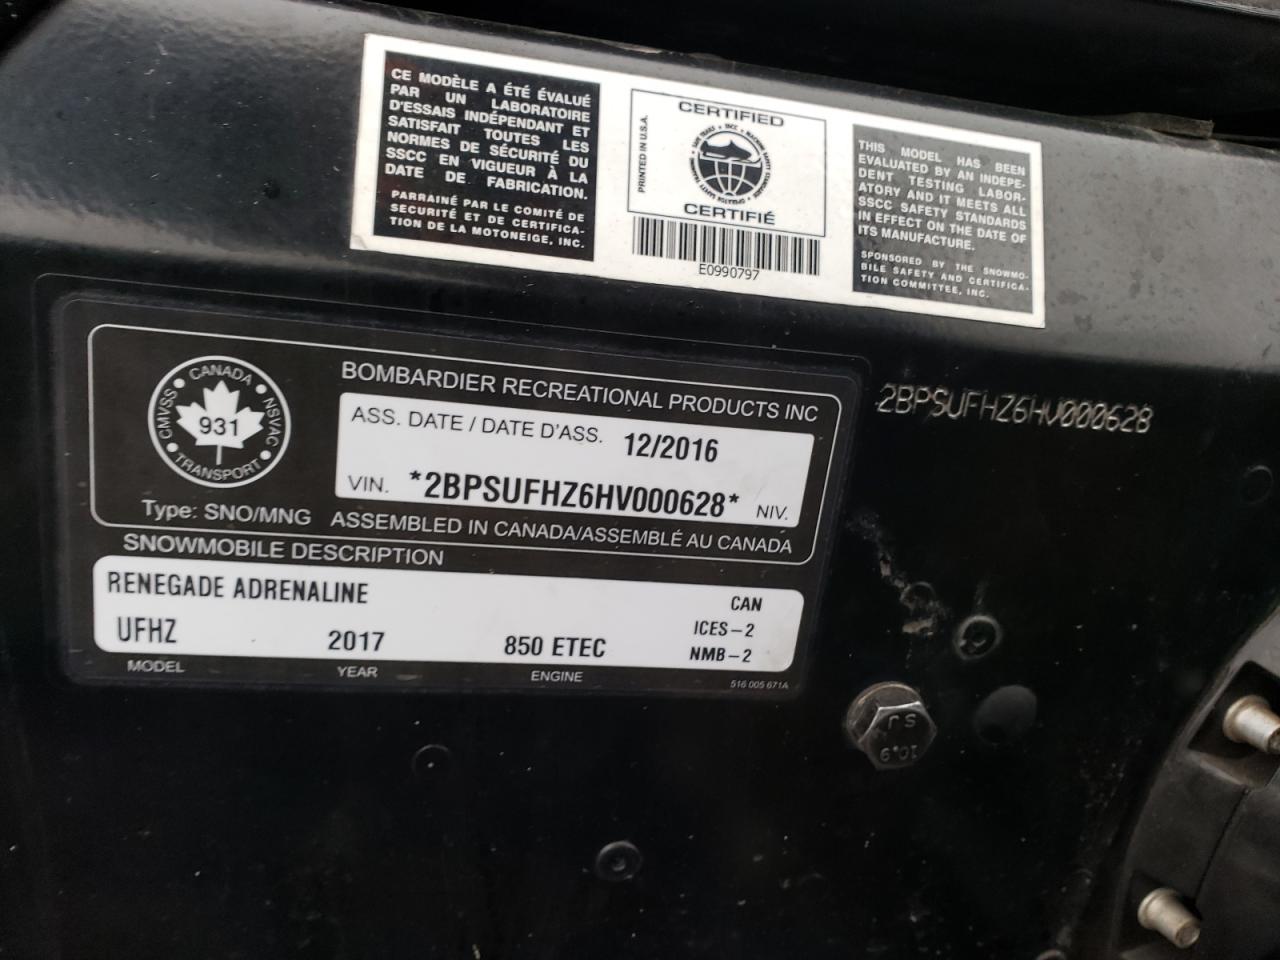 CE MODÈLE A ÉTÉ ÉVALUÉ
PAR UN LABORATOIRE
D'ESSAIS INDÉPENDANT ET
SATISFAIT TOUTES LES
NORMES DE SÉCURITÉ DU
SSCC EN VIGUEUR À LA
DATE DE FABRICATION.
PARRAINÉ PAR LE COMITÉ DE
SÉCURITÉ ET DE CERTIFICA-
TION DE LA MOTONEIGE, INC.
PRINTED IN U.S.A.
CERTIFIED
CERTIFIÉ
E0990797
THIS MODEL HAS BEEN
EVALUATED BY AN INDEPE-
DENT TESTING LABOR-
ATORY AND IT MEETS ALL
SSCC SAFETY STANDARDS
IN EFFECT ON THE DATE OF
ITS MANUFACTURE.
SPONSORED BY THE SNOWMO-
BILE SAFETY AND CERTIFICA-
TION COMMITTEE, INC.
CANADA
CMVSS
NSVAC
931
TRANSPORT
BOMBARDIER RECREATIONAL PRODUCTS INC
ASS. DATE / DATE D'ASS. 12/2016
VIN. *2BPSUFHZ6HV000628* NIV.
Type: SNO/MNG ASSEMBLED IN CANADA/ASSEMBLÉ AU CANADA
2BPSUFHZ6HV000628
SNOWMOBILE DESCRIPTION
RENEGADE ADRENALINE CAN
ICES-2
UFHZ 2017 850 ETEC NMB-2
MODEL YEAR ENGINE 516 005 671A
JS
10.9